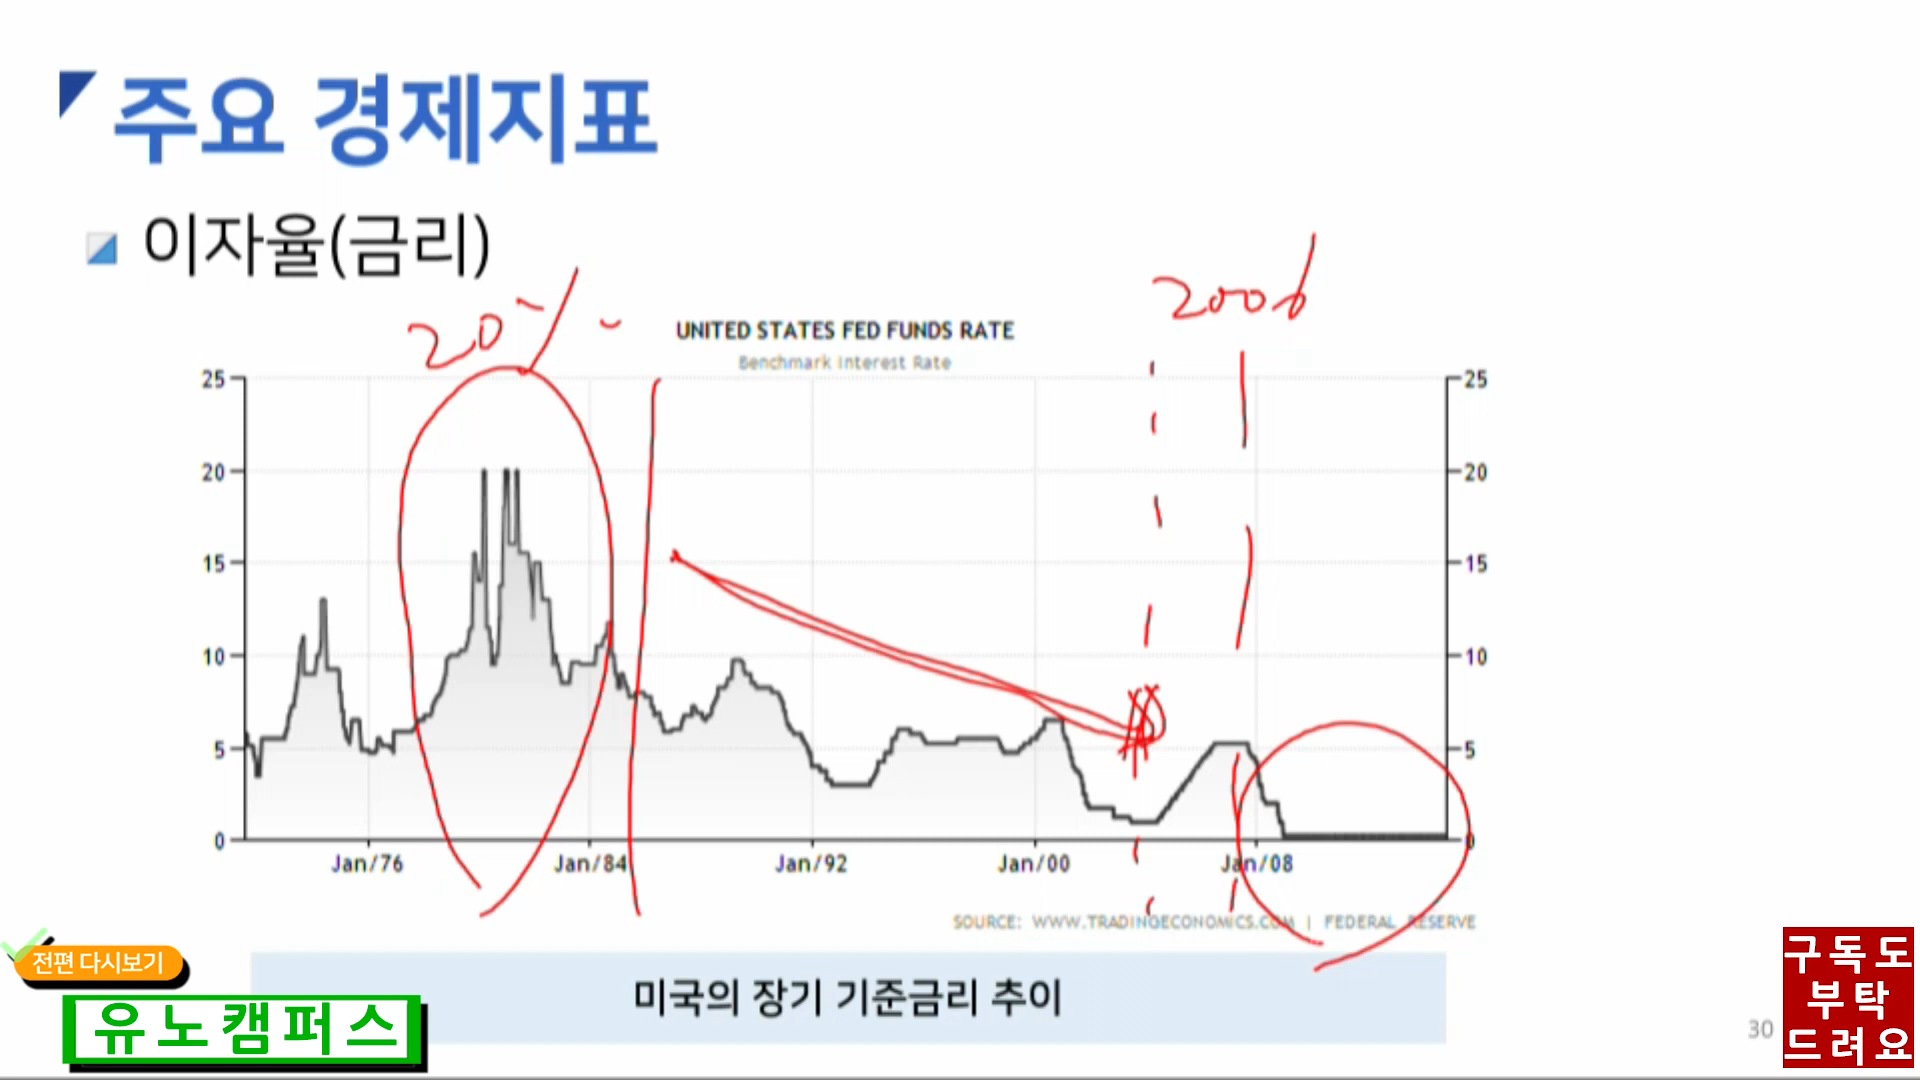 주요 경제지표
이자율(금리)
20%
2008
UNITED STATES FED FUNDS RATE
Benchmark Interest Rate
25
20
15
10
5
0
25
20
15
10
5
0
Jan/76 Jan/84 Jan/92 Jan/00 Jan/08
SOURCE: WWW.TRADINGECONOMICS.COM | FEDERAL RESERVE
미국의 장기 기준금리 추이
전편 다시보기
유노캠퍼스
30
구독도
부탁
드려요